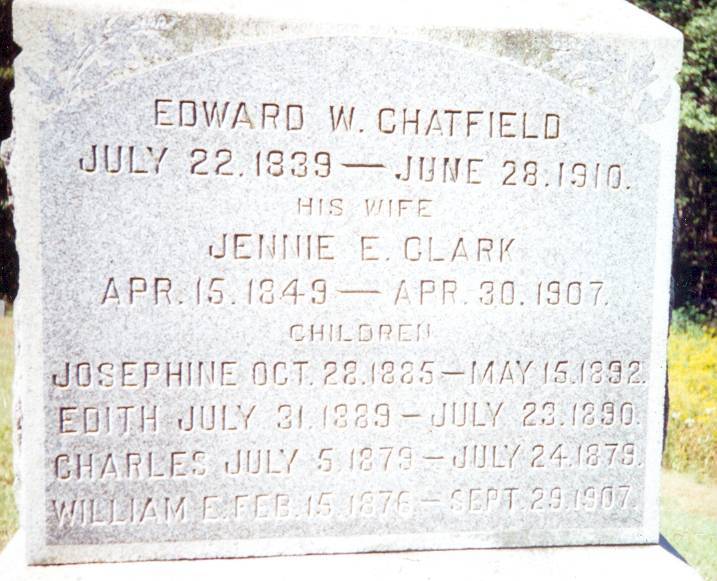 EDWARD W. CHATFIELD
JULY 22.1839 — JUNE 28.1910.
HIS WIFE
JENNIE E. CLARK
APR. 15. 1849 — APR. 30. 1907.
CHILDREN
JOSEPHINE OCT. 28.1885 — MAY 15.1892.
EDITH JULY 31.1889 — JULY 23.1890.
CHARLES JULY 5.1879 — JULY 24.1879.
WILLIAM E. FEB. 15.1876 — SEPT. 29.1907.